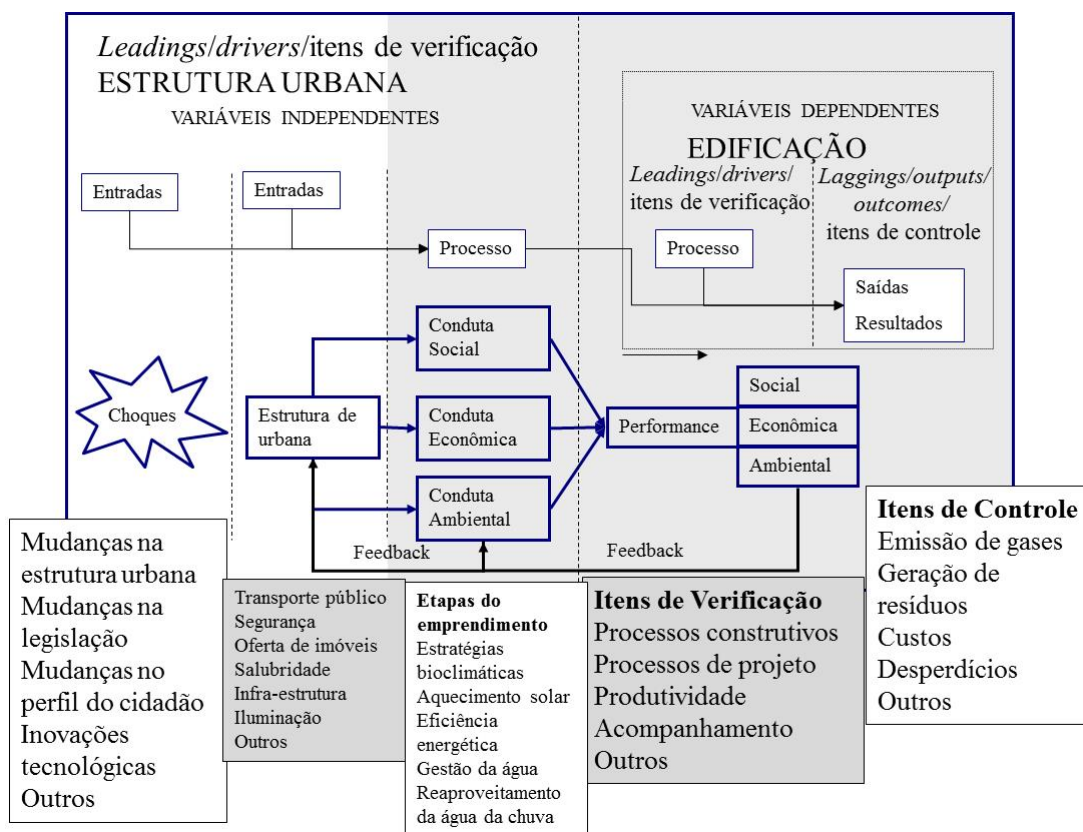 Leadings/drivers/itens de verificação
ESTRUTURA URBANA
VARIÁVEIS INDEPENDENTES
VARIÁVEIS DEPENDENTES
EDIFICAÇÃO
Leadings/drivers/
itens de verificação
Laggings/outputs/
outcomes/
itens de controle
Entradas
Entradas
Processo
Processo
Saídas
Resultados
Choques
Estrutura de
urbana
Conduta
Social
Conduta
Econômica
Conduta
Ambiental
Performance
Social
Econômica
Ambiental
Feedback
Feedback
Mudanças na
estrutura urbana
Mudanças na
legislação
Mudanças no
perfil do cidadão
Inovações
tecnológicas
Outros
Transporte público
Segurança
Oferta de imóveis
Salubridade
Infra-estrutura
Iluminação
Outros
Etapas do
emprendimento
Estratégias
bioclimáticas
Aquecimento solar
Eficiência
energética
Gestão da água
Reaproveitamento
da água da chuva
Itens de Verificação
Processos construtivos
Processos de projeto
Produtividade
Acompanhamento
Outros
Itens de Controle
Emissão de gases
Geração de
resíduos
Custos
Desperdícios
Outros